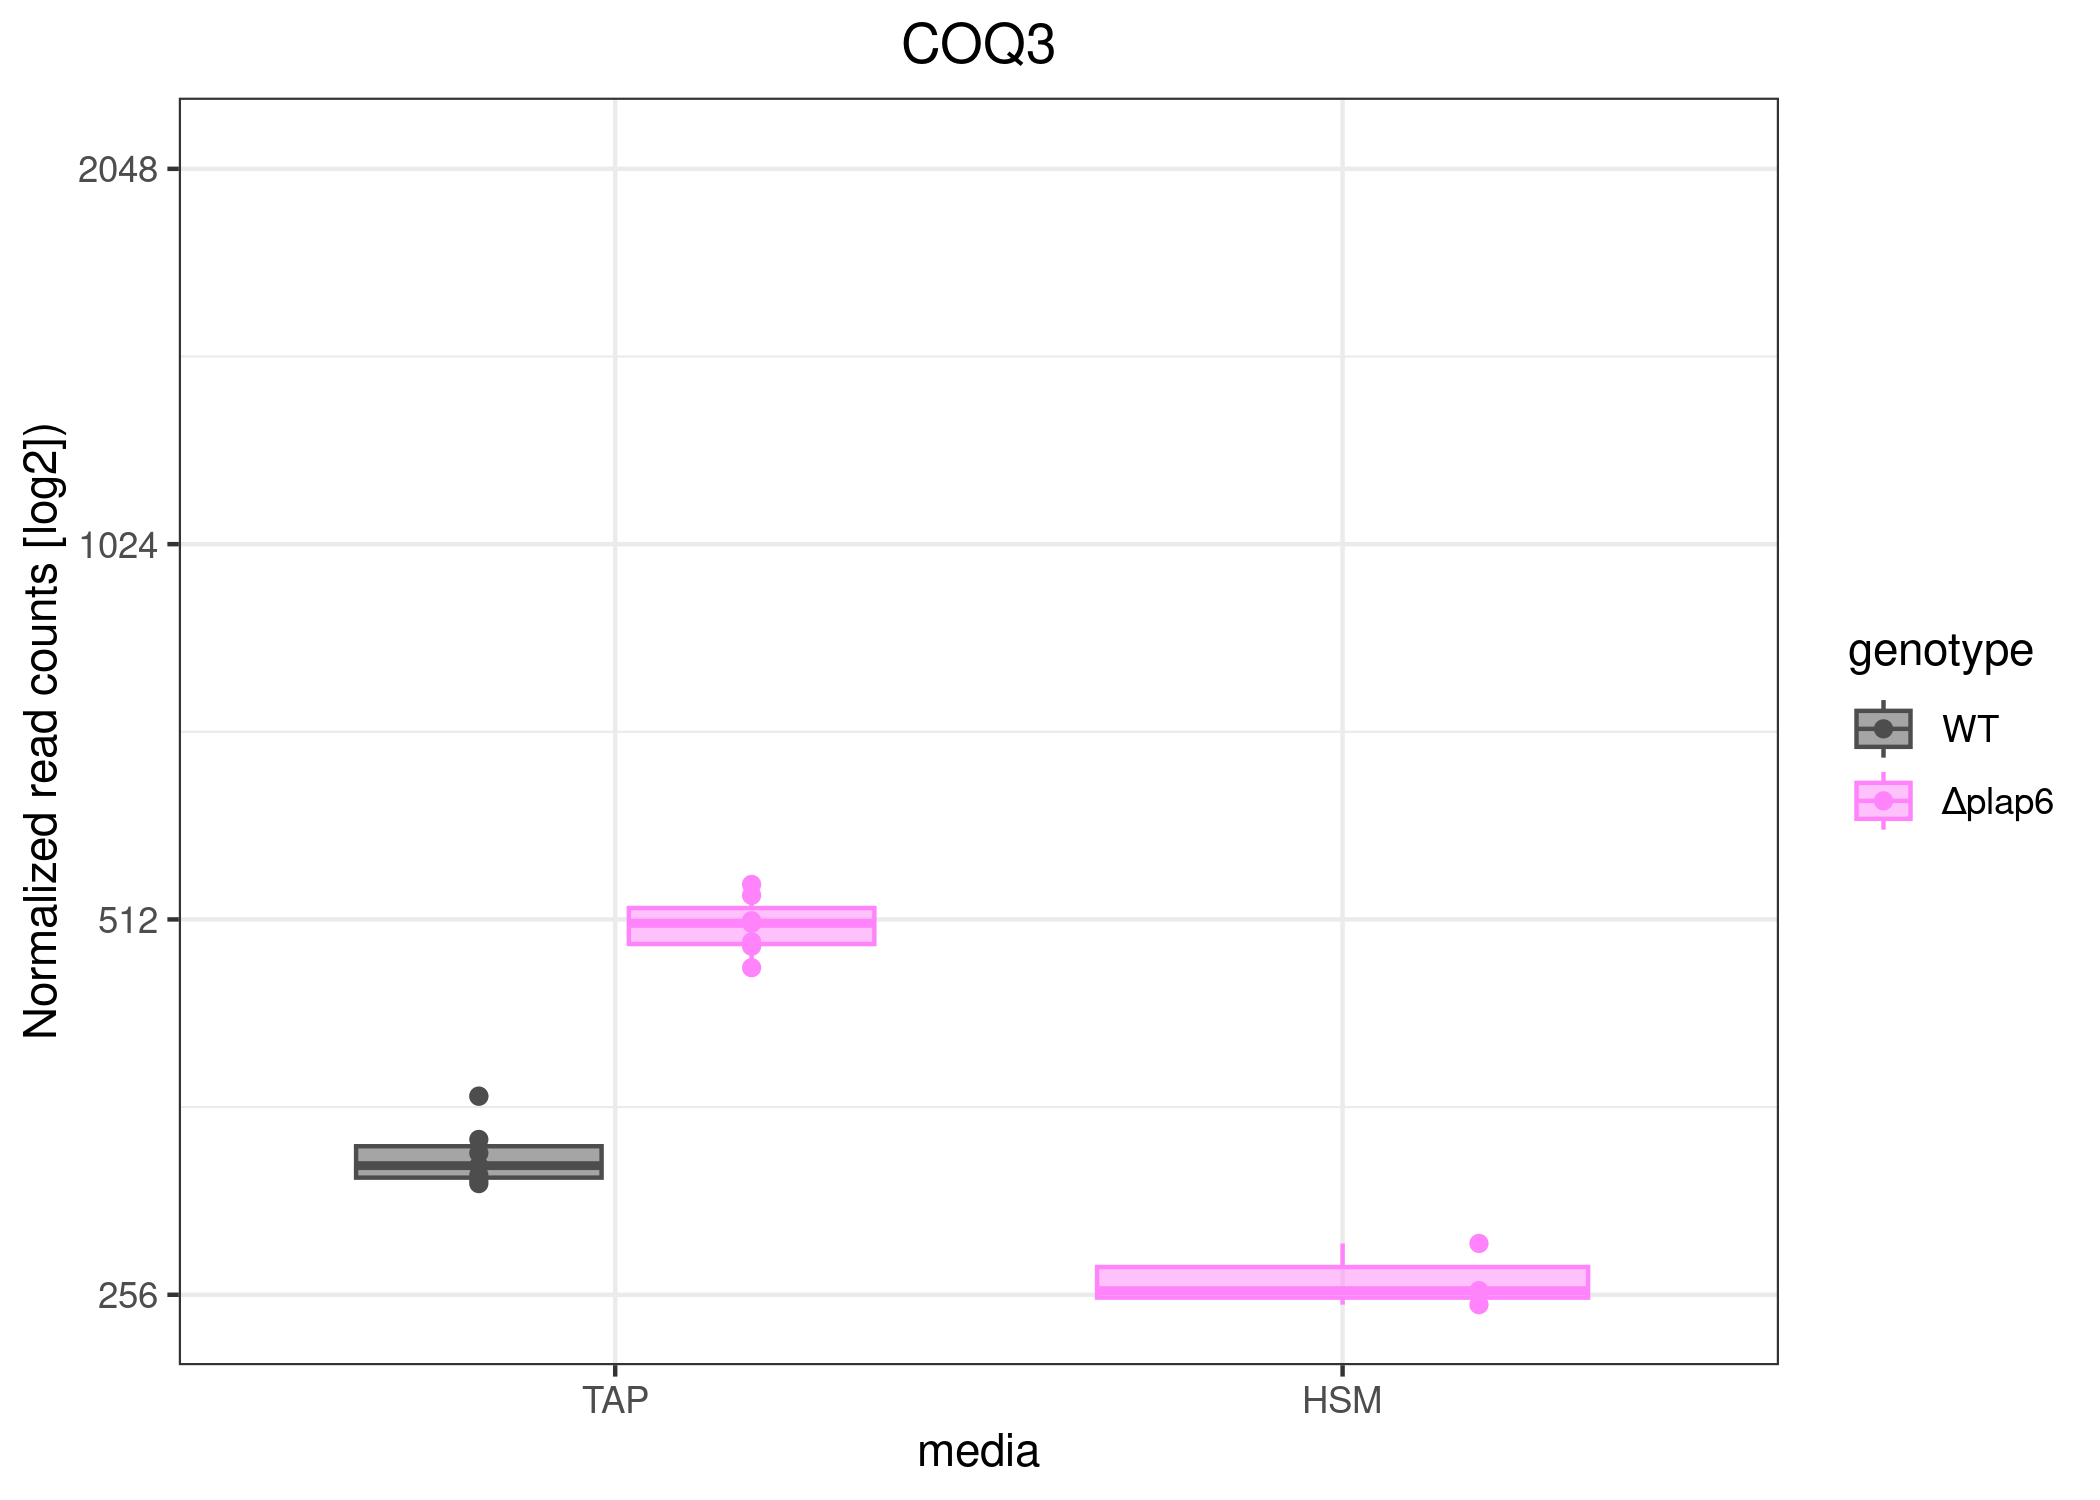 COQ3
Normalized read counts [log2])
2048
1024
512
256
TAP
HSM
media
genotype
WT
Δplap6